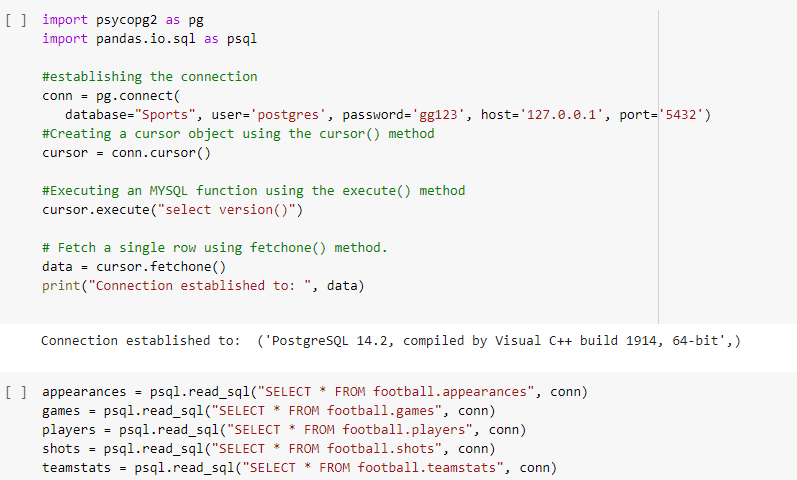 [ ] import psycopg2 as pg
import pandas.io.sql as psql
#establishing the connection
conn = pg.connect(
database="Sports", user='postgres', password='gg123', host='127.0.0.1', port='5432')
#Creating a cursor object using the cursor() method
cursor = conn.cursor()
#Executing an MYSQL function using the execute() method
cursor.execute("select version()")
# Fetch a single row using fetchone() method.
data = cursor.fetchone()
print("Connection established to: ", data)
Connection established to:  ('PostgreSQL 14.2, compiled by Visual C++ build 1914, 64-bit',)
[ ] appearances = psql.read_sql("SELECT * FROM football.appearances", conn)
games = psql.read_sql("SELECT * FROM football.games", conn)
players = psql.read_sql("SELECT * FROM football.players", conn)
shots = psql.read_sql("SELECT * FROM football.shots", conn)
teamstats = psql.read_sql("SELECT * FROM football.teamstats", conn)